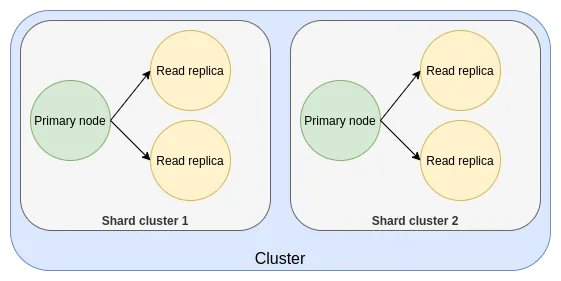 Read replica
Primary node
Read replica
Shard cluster 1
Read replica
Primary node
Read replica
Shard cluster 2
Cluster